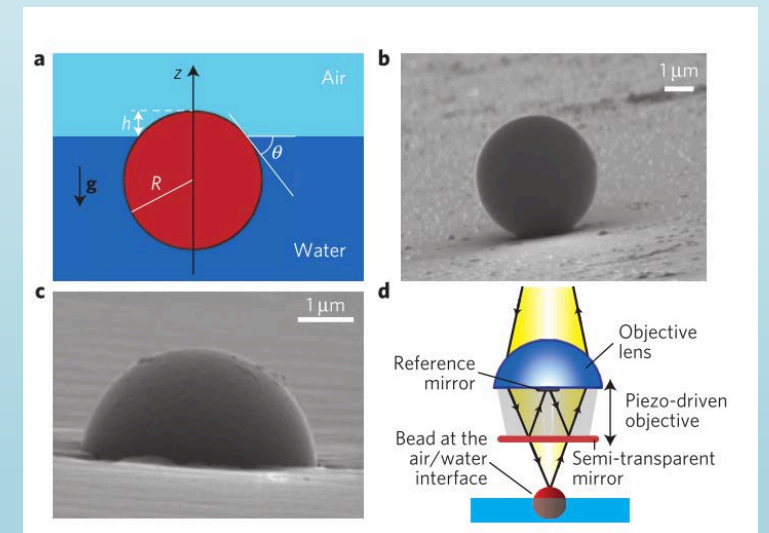 a
z
Air
h
θ
g
R
Water
b
1 μm
c
1 μm
d
Objective
lens
Reference
mirror
Piezo-driven
objective
Bead at the
air/water
interface
Semi-transparent
mirror